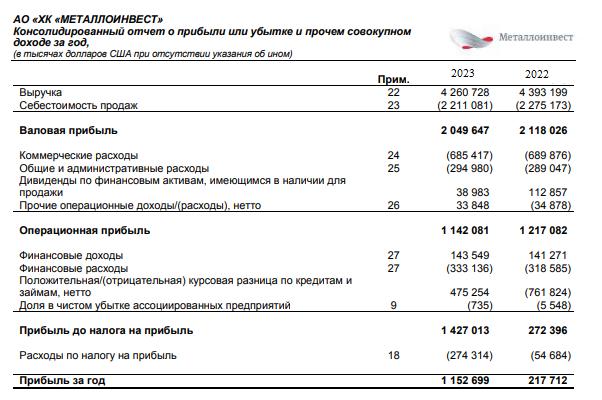 АО «ХК «МЕТАЛЛОИНВЕСТ»
Консолидированный отчет о прибыли или убытке и прочем совокупном
доходе за год,
(в тысячах долларов США при отсутствии указания об ином)
Металлоинвест
Прим. 2023 2022
Выручка 22 4 260 728 4 393 199
Себестоимость продаж 23 (2 211 081) (2 275 173)
Валовая прибыль 2 049 647 2 118 026
Коммерческие расходы 24 (685 417) (689 876)
Общие и административные расходы 25 (294 980) (289 047)
Дивиденды по финансовым активам, имеющимся в наличии для
продажи 38 983 112 857
Прочие операционные доходы/(расходы), нетто 26 33 848 (34 878)
Операционная прибыль 1 142 081 1 217 082
Финансовые доходы 27 143 549 141 271
Финансовые расходы 27 (333 136) (318 585)
Положительная/(отрицательная) курсовая разница по кредитам и
займам, нетто 475 254 (761 824)
Доля в чистом убытке ассоциированных предприятий 9 (735) (5 548)
Прибыль до налога на прибыль 1 427 013 272 396
Расходы по налогу на прибыль 18 (274 314) (54 684)
Прибыль за год 1 152 699 217 712